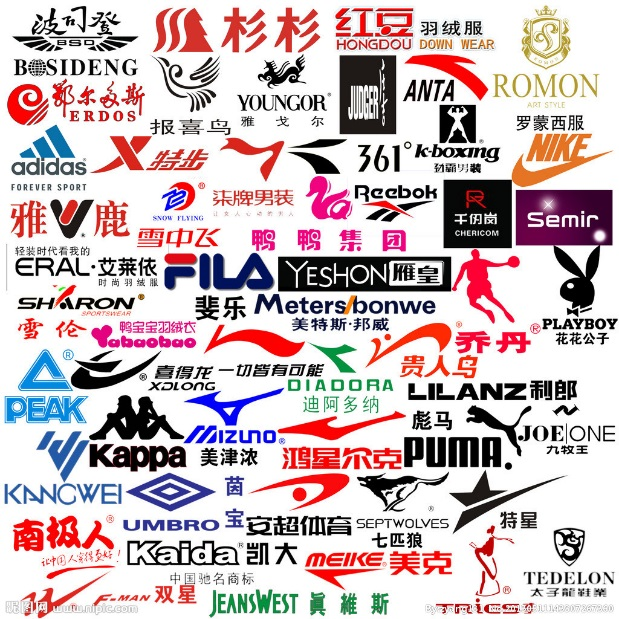 波司登
BSD
BOSIDENG
杉杉
红豆
HONGDOU
羽绒服
DOWN WEAR
ROMON
ART STYLE
罗蒙西服
鄂尔多斯
ERDOS
报喜鸟
YOUNGOR
雅戈尔
JUDGER
ANTA
k-boxing
劲霸男装
NIKE
adidas
FOREVER SPORT
特步
361°
雅鹿
SNOW FLYING
雪中飞
柒牌男装
鸭鸭集团
Reebok
千仞岗
CHERICOM
Semir
轻装时代看我的
ERAL·艾莱依
时尚羽绒服
FILA
斐乐
YESHON 雁皇
SHARON
SPORTSWEAR
雪伦
Meters/bonwe
美特斯·邦威
乔丹
PLAYBOY
花花公子
鸭宝宝羽绒衣
Yabaobao
喜得龙
XDLONG
一切皆有可能
DIADORA
迪阿多纳
贵人鸟
PEAK
LILANZ 利郎
Kappa
MIZUNO
美津浓
鸿星尔克
彪马
PUMA
JOE|ONE
九牧王
KANGWEI
UMBRO
茵宝
安超体育
SEPTWOLVES
七匹狼
特星
南极人
Kaida 凯大
中国驰名商标
MEIKE 美克
TEDELON
太子龍鞋業
F-MAN 双星
JEANSWEST 真維斯
昵图网 www.nipic.com